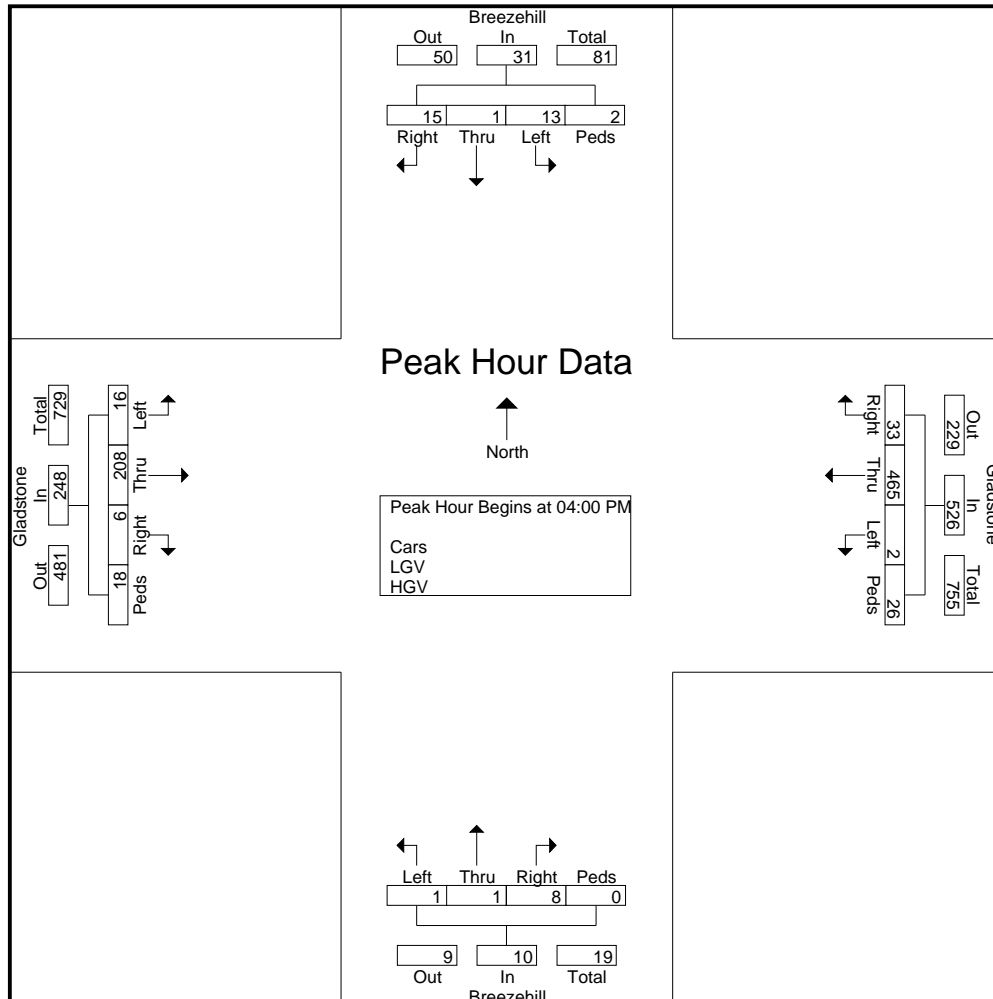 Breezehill
Out In Total
50 31 81
15 1 13 2
Right Thru Left Peds
Peak Hour Data
North
Peak Hour Begins at 04:00 PM
Cars
LGV
HGV
Gladstone
Out In Total
481 248 729
18 6 208 16
Peds Right Thru Left
Gladstone
Out In Total
229 526 755
33 465 2 26
Right Thru Left Peds
Left Thru Right Peds
1 1 8 0
9 10 19
Out In Total
Breezehill